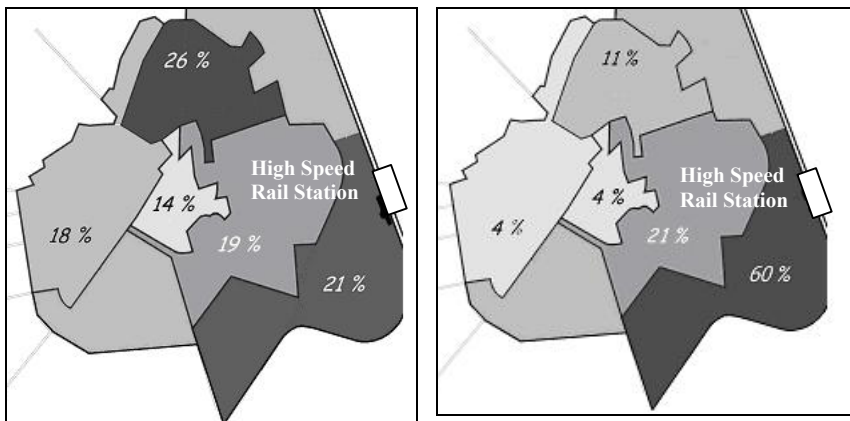 26 %
High Speed
Rail Station
14 %
18 %
19 %
21 %
11 %
High Speed
Rail Station
4 %
4 %
21 %
60 %